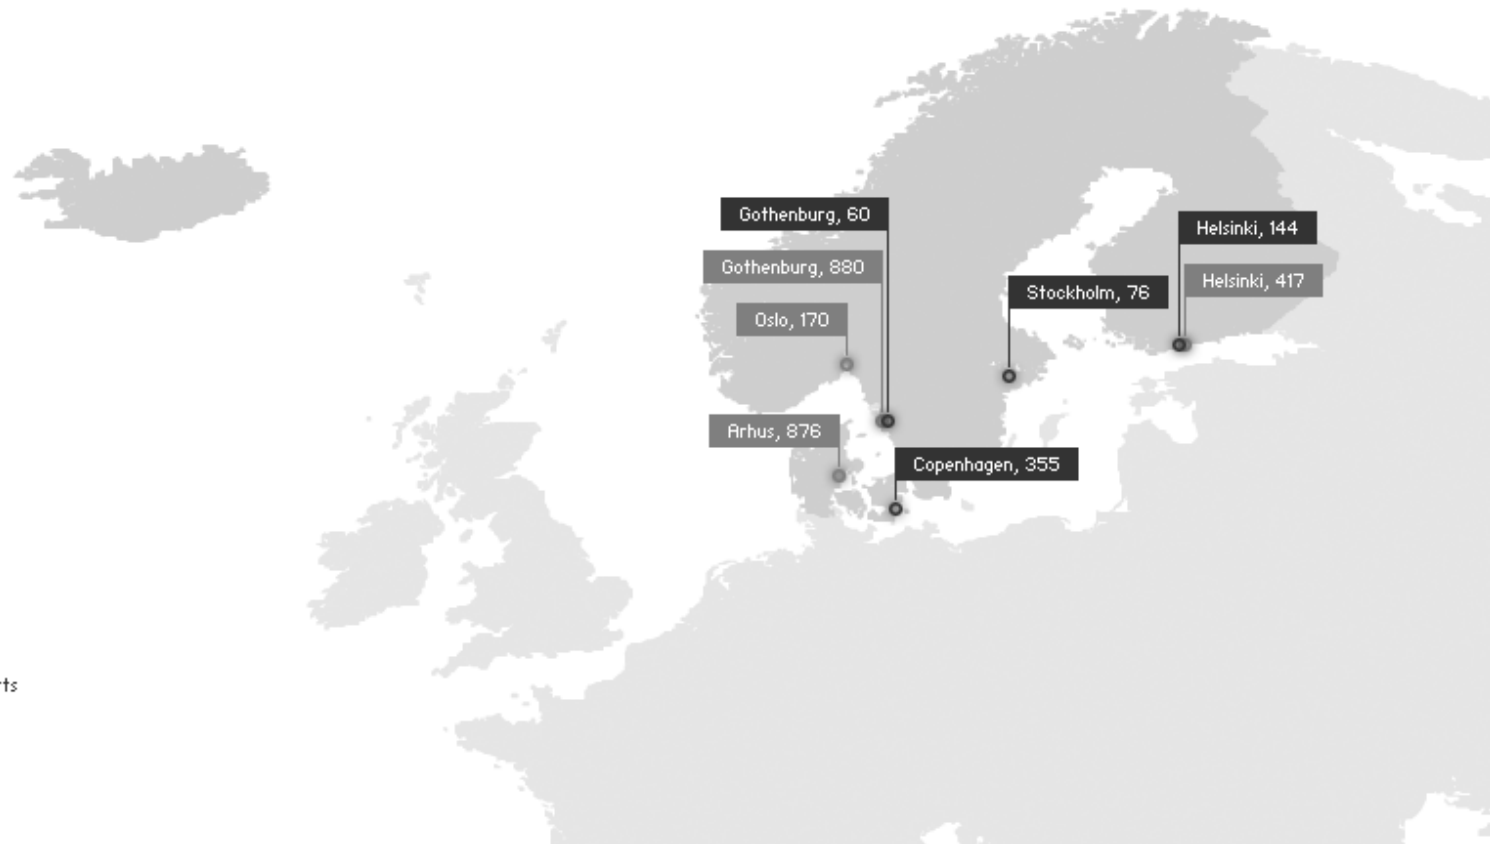 Gothenburg, 60
Helsinki, 144
Gothenburg, 880
Helsinki, 417
Stockholm, 76
Oslo, 170
Arhus, 876
Copenhagen, 355